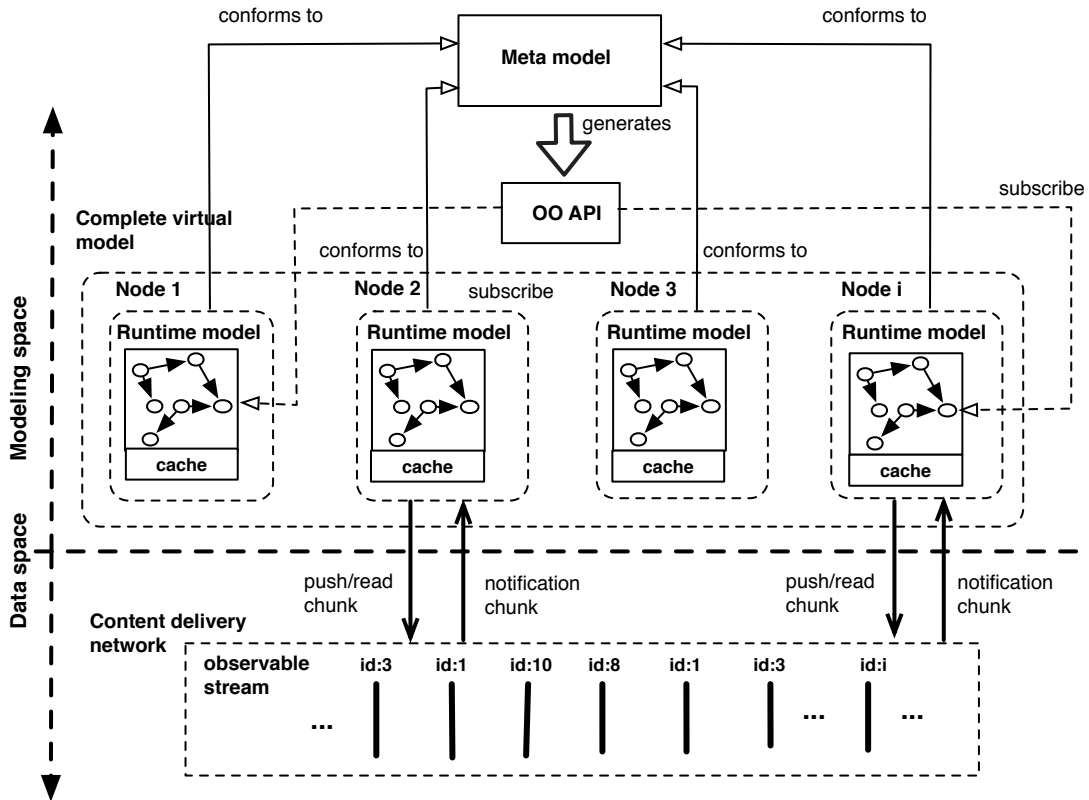 conforms to
conforms to
Meta model
generates
subscribe
Complete virtual
model
OO API
conforms to
conforms to
Node 1
Node 2
subscribe
Node 3
Node i
Runtime model
Runtime model
Runtime model
Runtime model
cache
cache
cache
cache
Modeling space
Data space
push/read
chunk
notification
chunk
push/read
chunk
notification
chunk
Content delivery
network
observable
stream
id:3
id:1
id:10
id:8
id:1
id:3
id:i
...
...
...